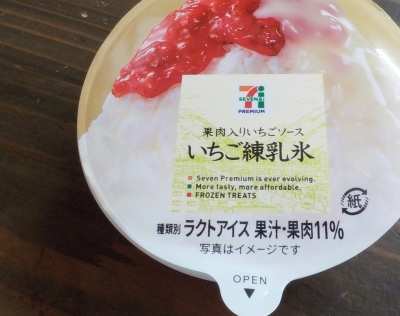 7
SEVEN & i
PREMIUM
果肉入りいちごソース
いちご練乳氷
Seven Premium is ever evolving.
More tasty, more affordable.
FROZEN TREATS
紙
種類別 ラクトアイス 果汁・果肉11%
写真はイメージです
OPEN